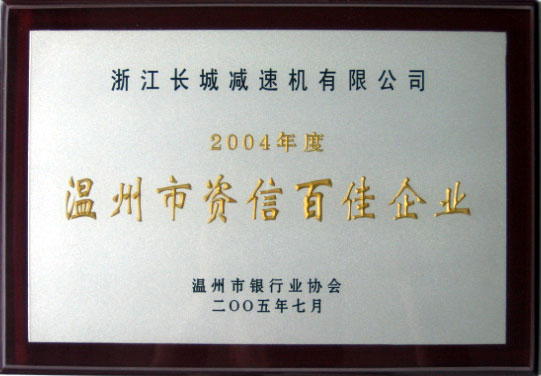 浙江长城减速机有限公司
2004年度
温州市资信百佳企业
温州市银行业协会
二〇〇五年七月